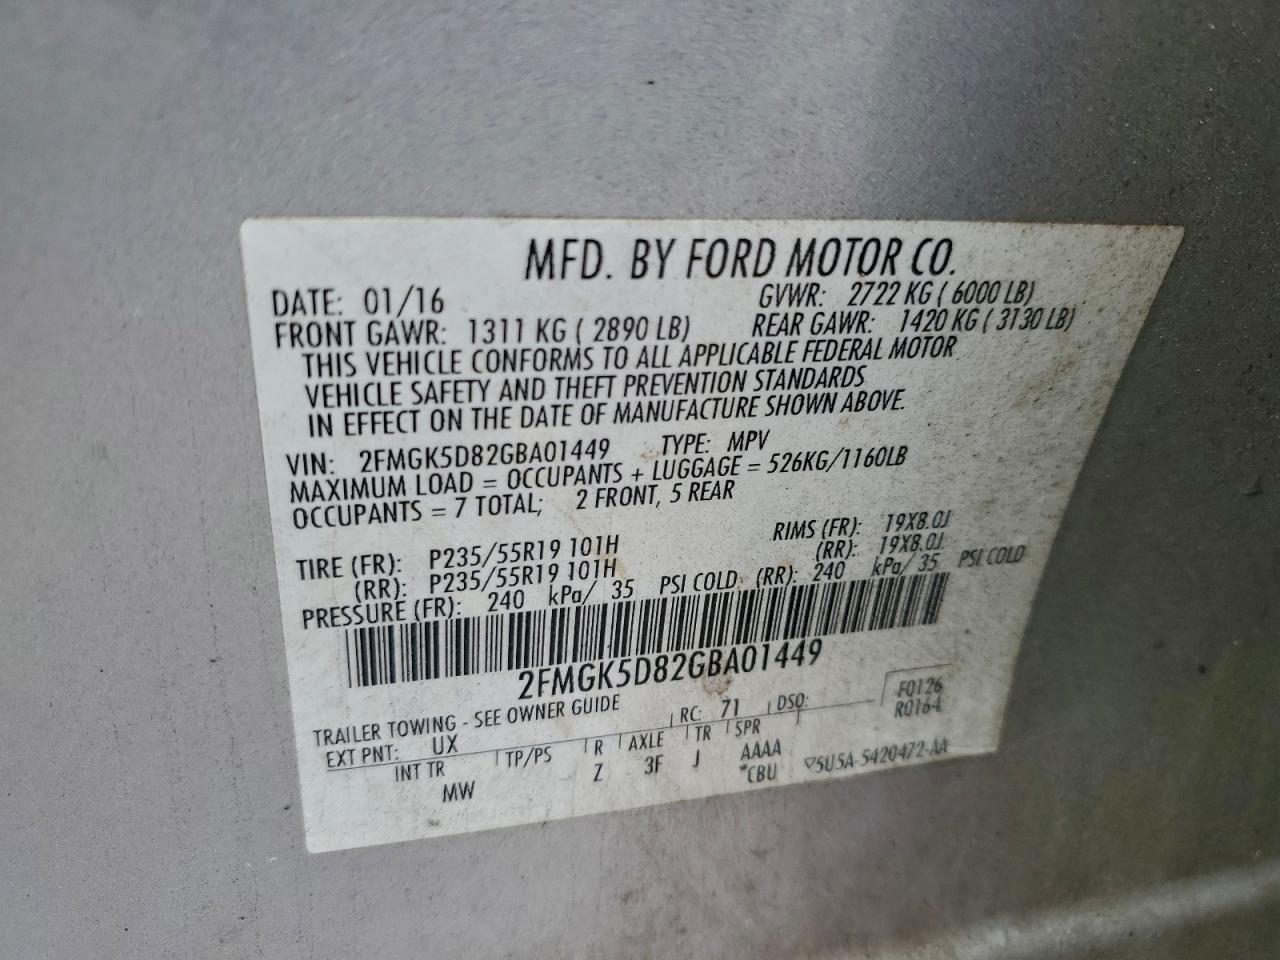 MFD. BY FORD MOTOR CO.
DATE: 01/16 GVWR: 2722 KG ( 6000 LB)
FRONT GAWR: 1311 KG ( 2890 LB) REAR GAWR: 1420 KG ( 3130 LB)
THIS VEHICLE CONFORMS TO ALL APPLICABLE FEDERAL MOTOR
VEHICLE SAFETY AND THEFT PREVENTION STANDARDS
IN EFFECT ON THE DATE OF MANUFACTURE SHOWN ABOVE.
VIN: 2FMGK5D82GBA01449 TYPE: MPV
MAXIMUM LOAD = OCCUPANTS + LUGGAGE = 526KG/1160LB
OCCUPANTS = 7 TOTAL; 2 FRONT, 5 REAR
TIRE (FR): P235/55R19 101H RIMS (FR): 19X8.0J
(RR): P235/55R19 101H (RR): 19X8.0J
PRESSURE (FR): 240 kPa/ 35 PSI COLD (RR): 240 kPa/ 35 PSI COLD
2FMGK5D82GBA01449
TRAILER TOWING - SEE OWNER GUIDE
EXT PNT: UX RC: 71 DSO: F0126
R0164
INT TR TP/PS R AXLE TR SPR
MW Z 3F J AAAA
*CBU 5U5A-5420472-AA